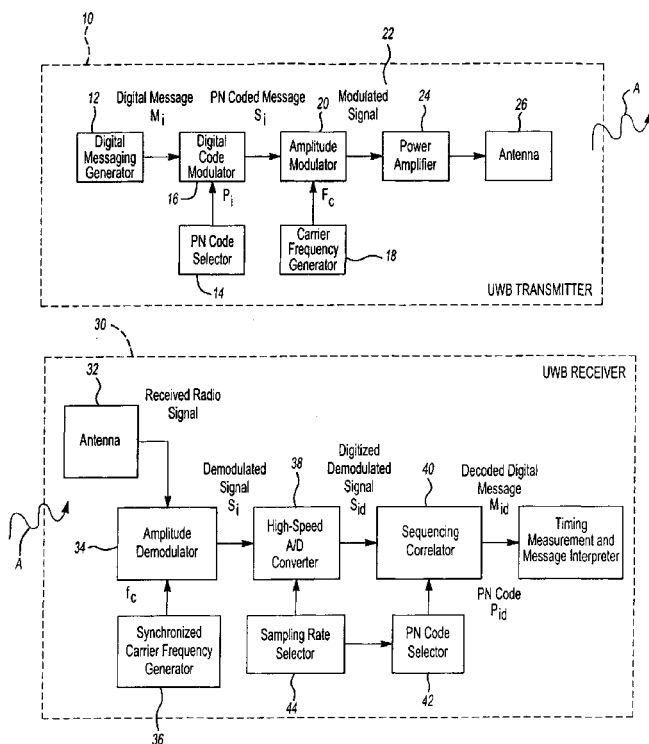 10
22
Digital Message
Mi
PN Coded Message
Si
Modulated
Signal
12
20
24
26
A
Digital
Messaging
Generator
Digital
Code
Modulator
Amplitude
Modulator
Power
Amplifier
Antenna
16
Pi
Fc
PN Code
Selector
Carrier
Frequency
Generator
14
18
UWB TRANSMITTER
30
UWB RECEIVER
32
Received Radio
Signal
Antenna
Demodulated
Signal
Si
38
Digitized
Demodulated
Signal
Sid
40
Decoded Digital
Message
Mid
A
34
Amplitude
Demodulator
High-Speed
A/D
Converter
Sequencing
Correlator
Timing
Measurement and
Message Interpreter
fc
PN Code
Pid
Synchronized
Carrier Frequency
Generator
Sampling Rate
Selector
PN Code
Selector
36
44
42